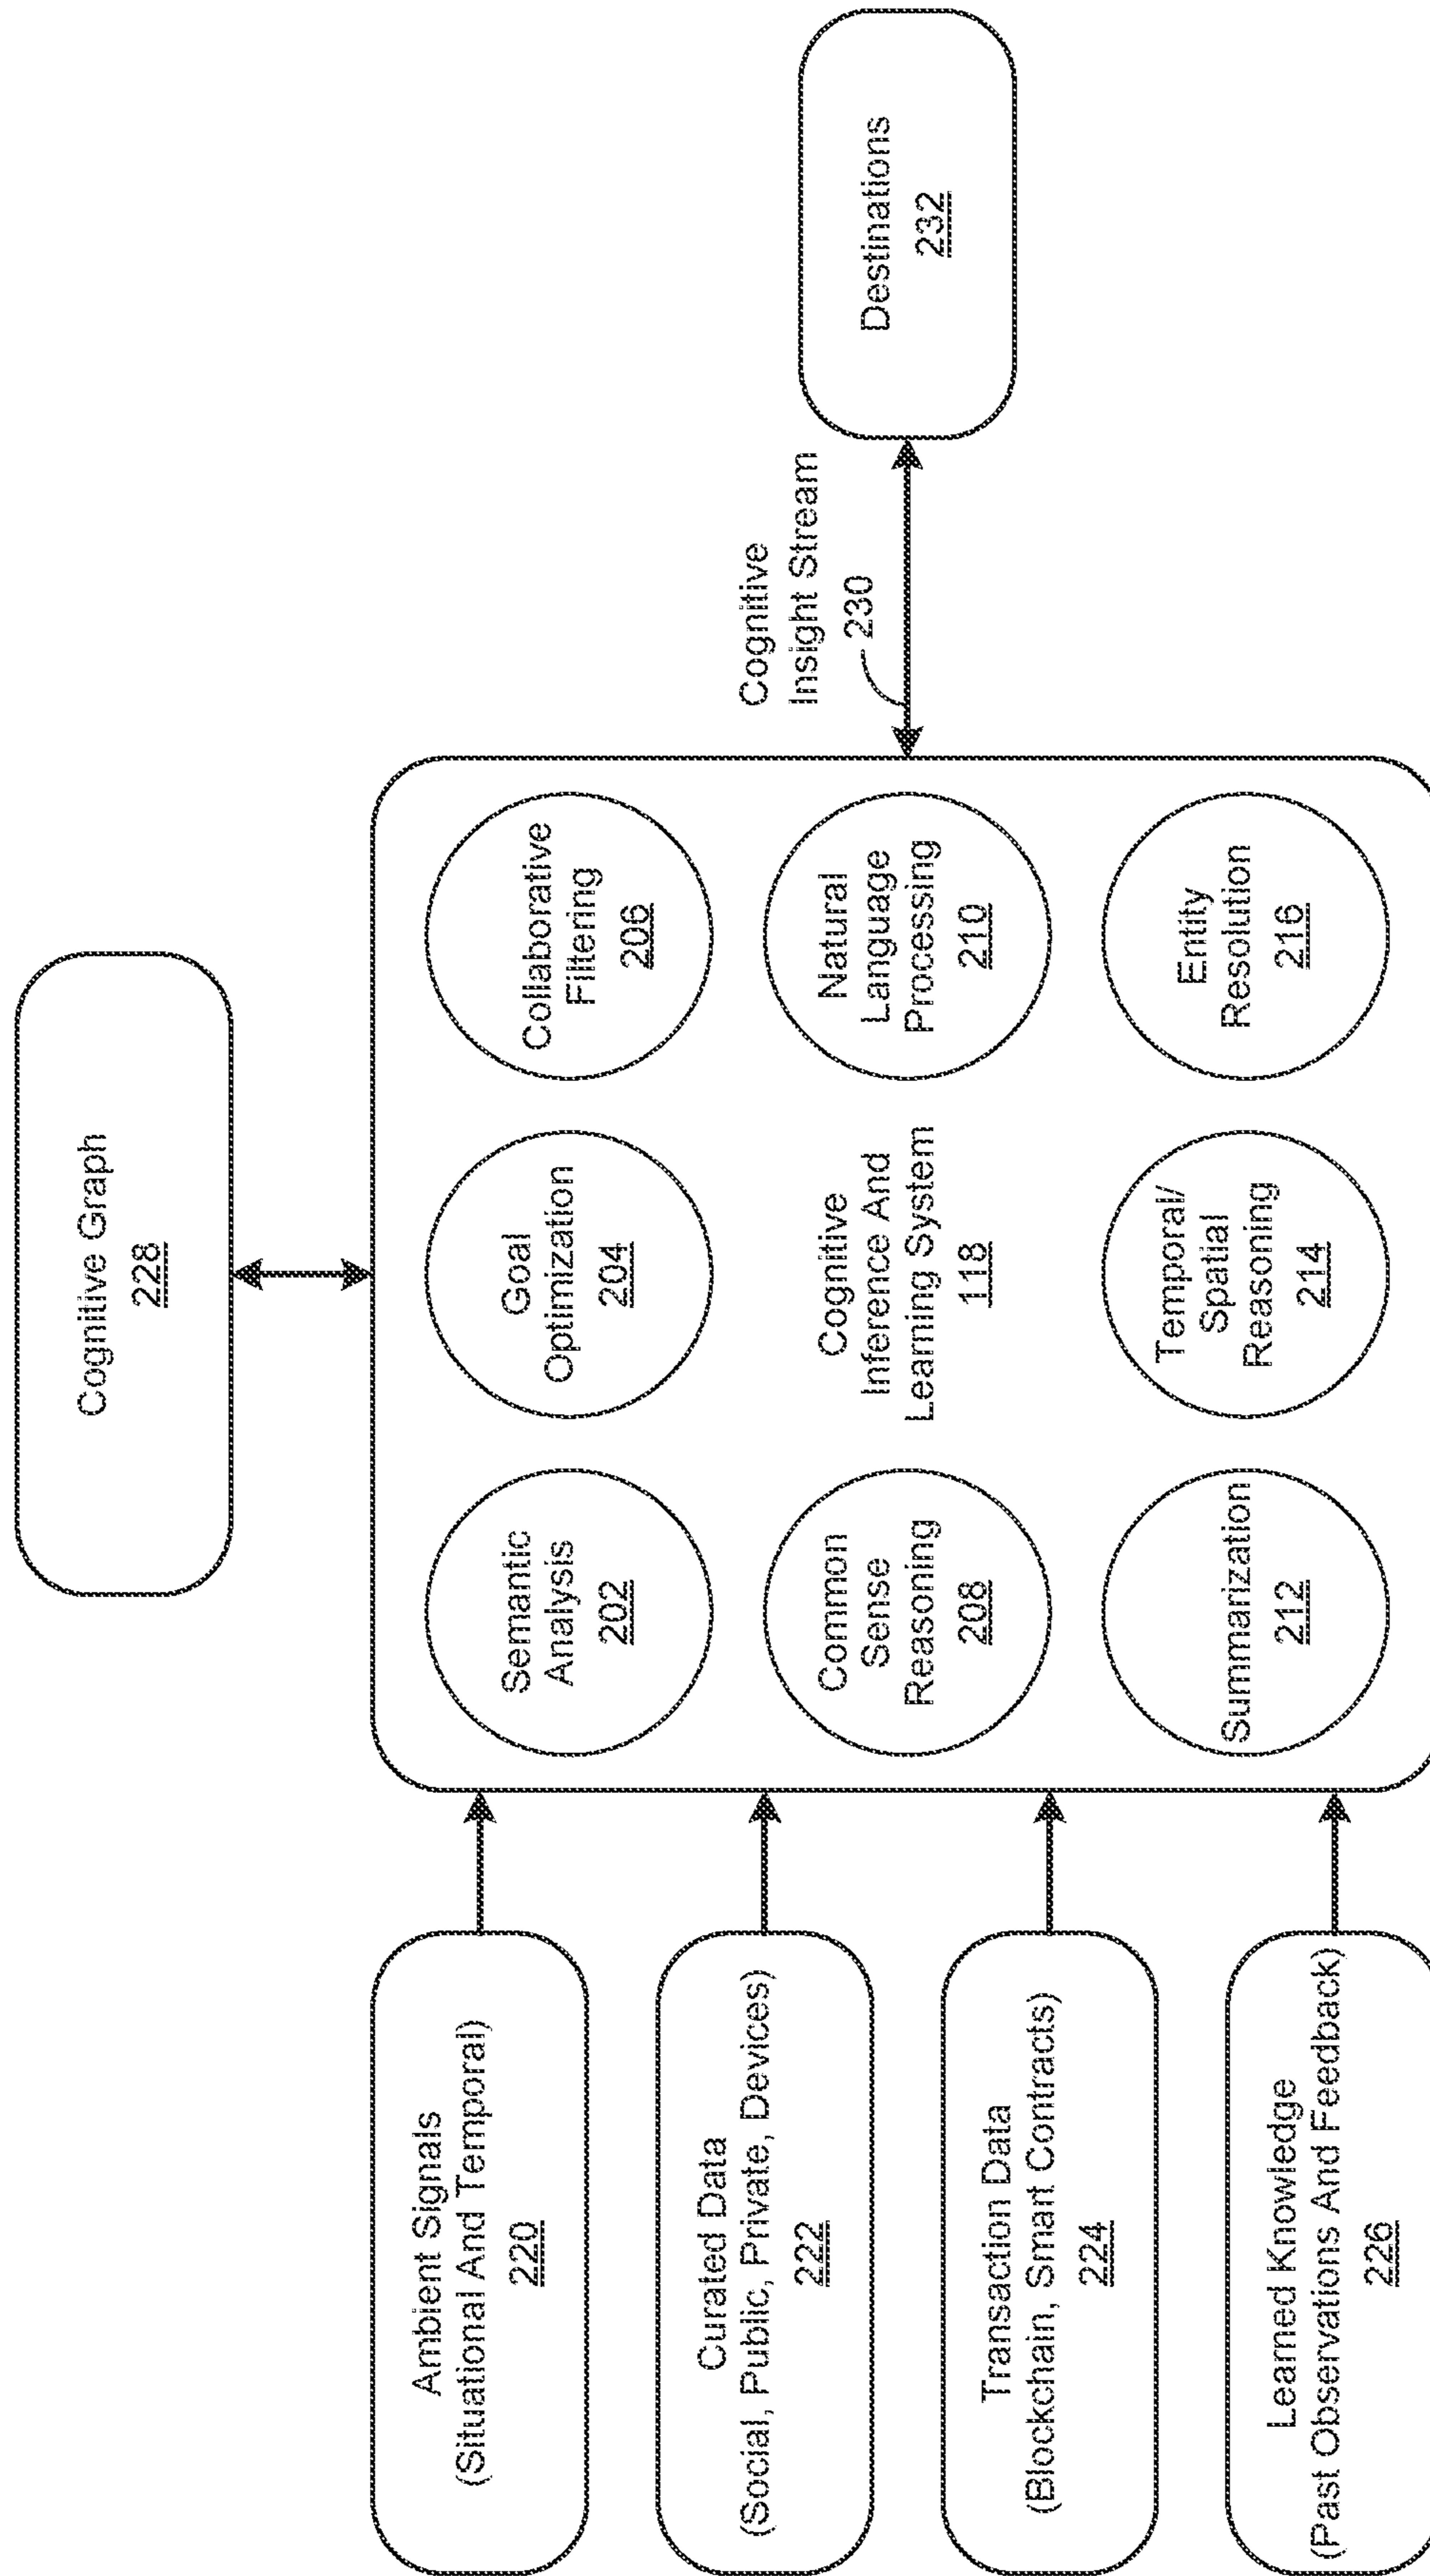 Cognitive Graph
228
Ambient Signals
(Situational And Temporal)
220
Curated Data
(Social, Public, Private, Devices)
222
Transaction Data
(Blockchain, Smart Contracts)
224
Learned Knowledge
(Past Observations And Feedback)
226
Semantic
Analysis
202
Goal
Optimization
204
Collaborative
Filtering
206
Common
Sense
Reasoning
208
Cognitive
Inference And
Learning System
118
Natural
Language
Processing
210
Summarization
212
Temporal/
Spatial
Reasoning
214
Entity
Resolution
216
Cognitive
Insight Stream
230
Destinations
232